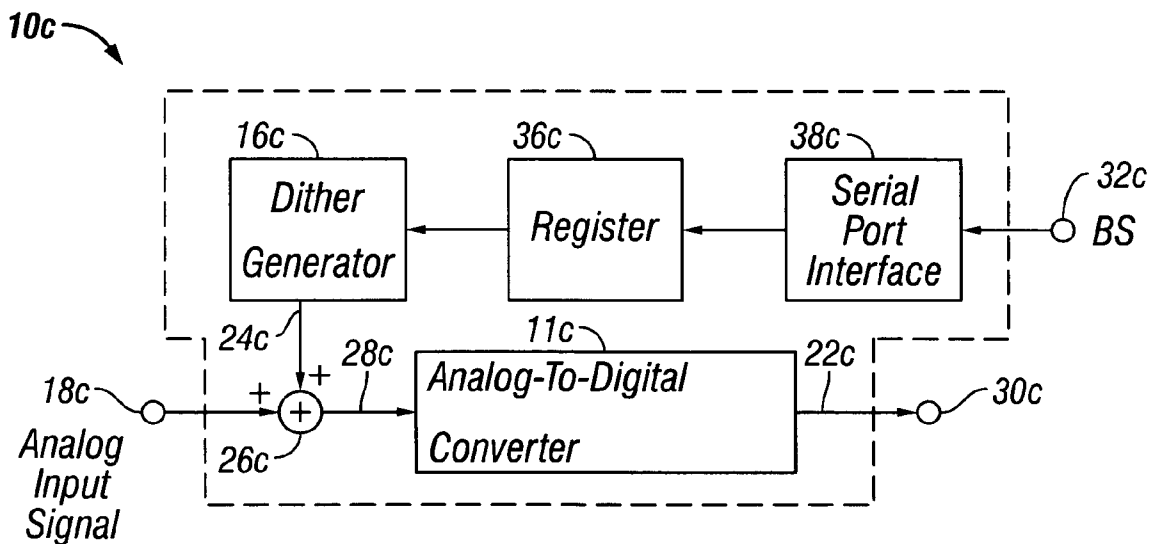 10c
16c
36c
38c
32c
Dither
Generator
Register
Serial
Port
Interface
BS
24c
11c
28c
22c
18c
+
+
+
26c
Analog-To-Digital
Converter
30c
Analog
Input
Signal